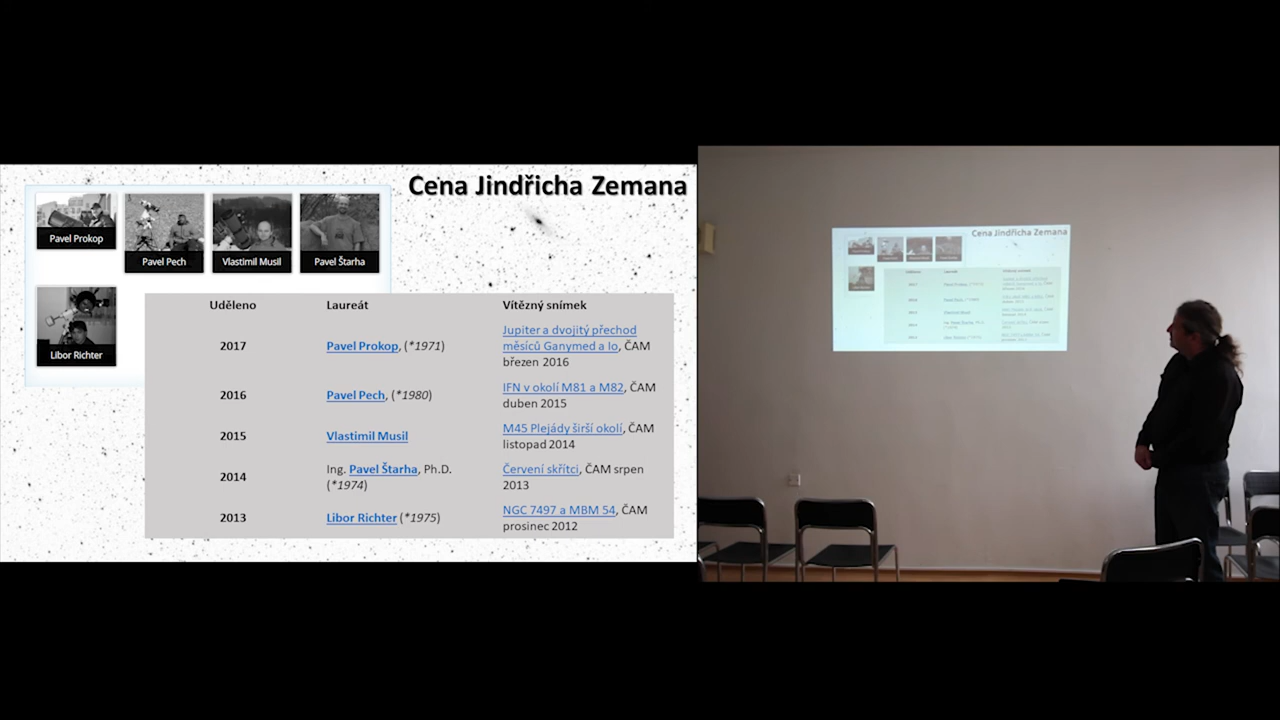 Cena Jindřicha Zemana
Pavel Prokop
Pavel Pech
Vlastimil Musil
Pavel Štarha
Libor Richter
Uděleno Laureát Vítězný snímek
2017 Pavel Prokop, (*1971) Jupiter a dvojitý přechod
měsíců Ganymed a Io, ČAM
březen 2016
2016 Pavel Pech, (*1980) IFN v okolí M81 a M82, ČAM
duben 2015
2015 Vlastimil Musil M45 Plejády širší okolí, ČAM
listopad 2014
2014 Ing. Pavel Štarha, Ph.D.
(*1974) Červení skřítci, ČAM srpen
2013
2013 Libor Richter (*1975) NGC 7497 a MBM 54, ČAM
prosinec 2012
Cena Jindřicha Zemana